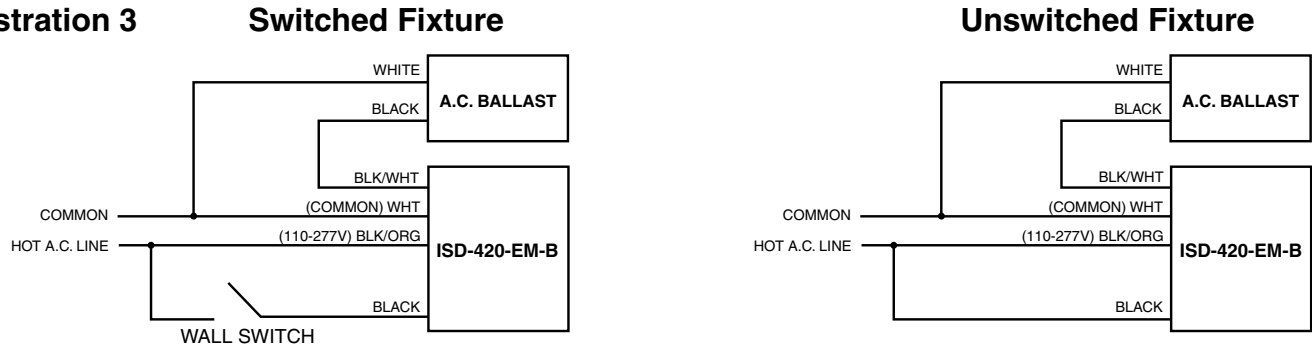 stration 3
Switched Fixture
WHITE
A.C. BALLAST
BLACK
BLK/WHT
(COMMON) WHT
COMMON
(110-277V) BLK/ORG
HOT A.C. LINE
ISD-420-EM-B
BLACK
WALL SWITCH
Unswitched Fixture
WHITE
A.C. BALLAST
BLACK
BLK/WHT
(COMMON) WHT
COMMON
(110-277V) BLK/ORG
HOT A.C. LINE
ISD-420-EM-B
BLACK